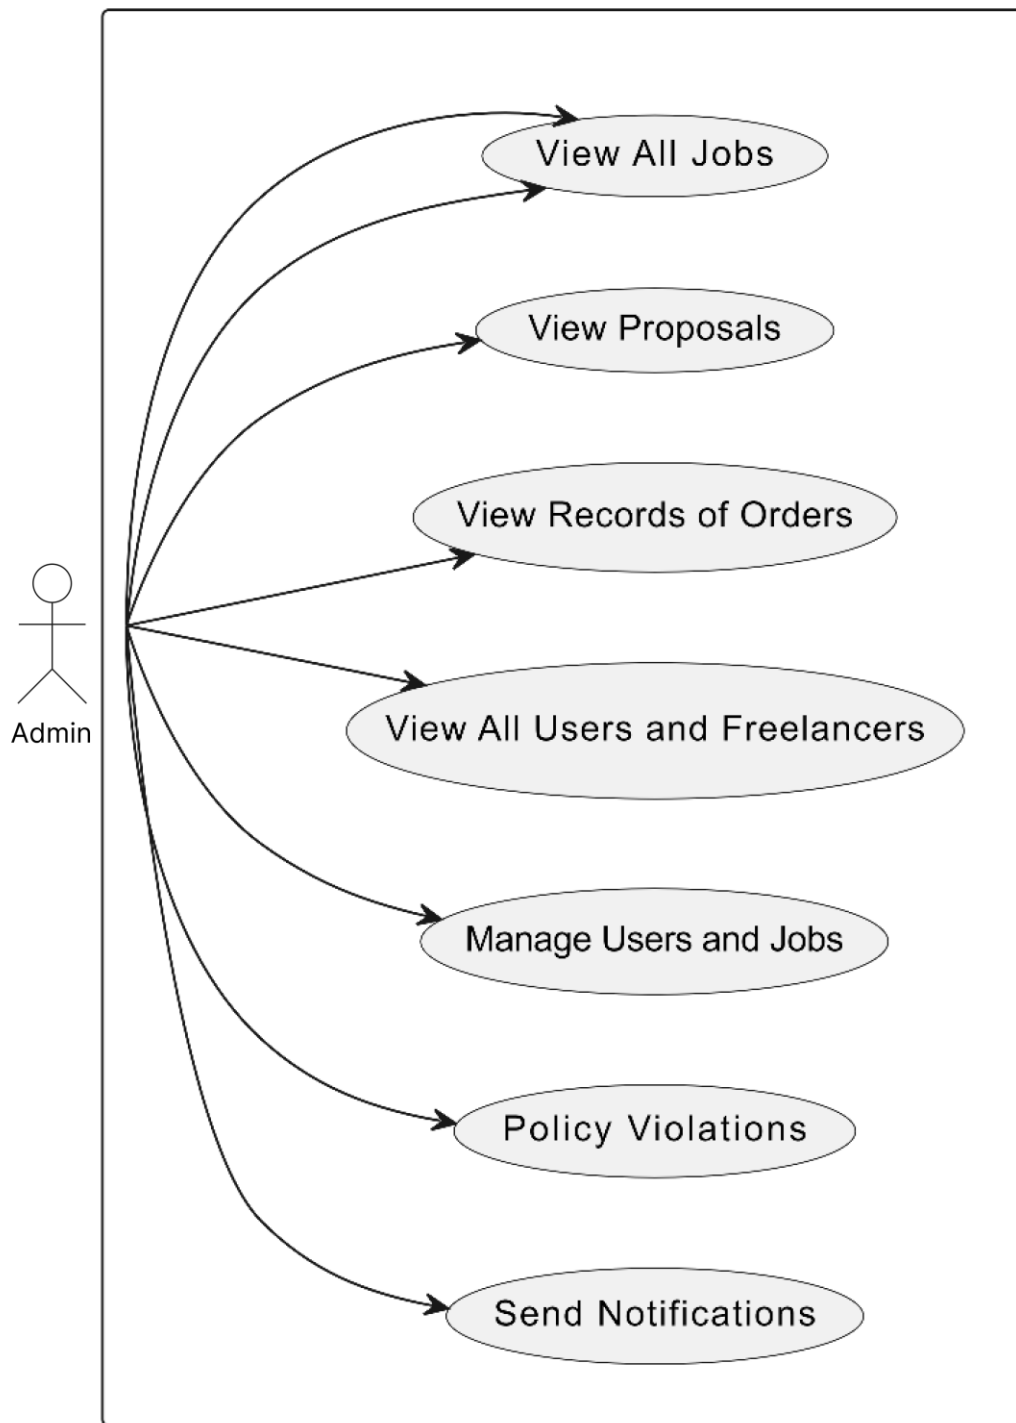 View All Jobs
View Proposals
View Records of Orders
Admin
View All Users and Freelancers
Manage Users and Jobs
Policy Violations
Send Notifications